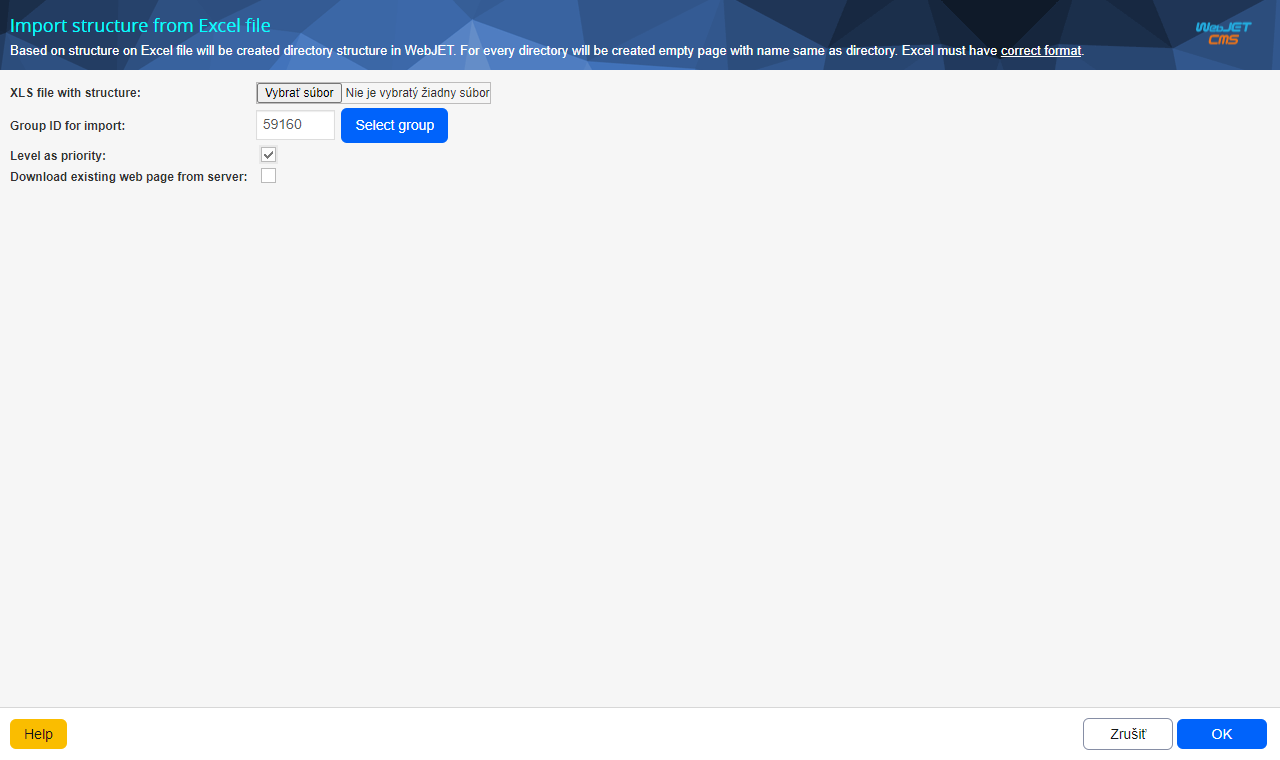 Import structure from Excel file
Based on structure on Excel file will be created directory structure in WebJET. For every directory will be created empty page with name same as directory. Excel must have correct format.
WebJET
CMS
XLS file with structure: Vybrať súbor Nie je vybratý žiadny súbor
Group ID for import: 59160 Select group
Level as priority:
Download existing web page from server:
Help Zrušiť OK